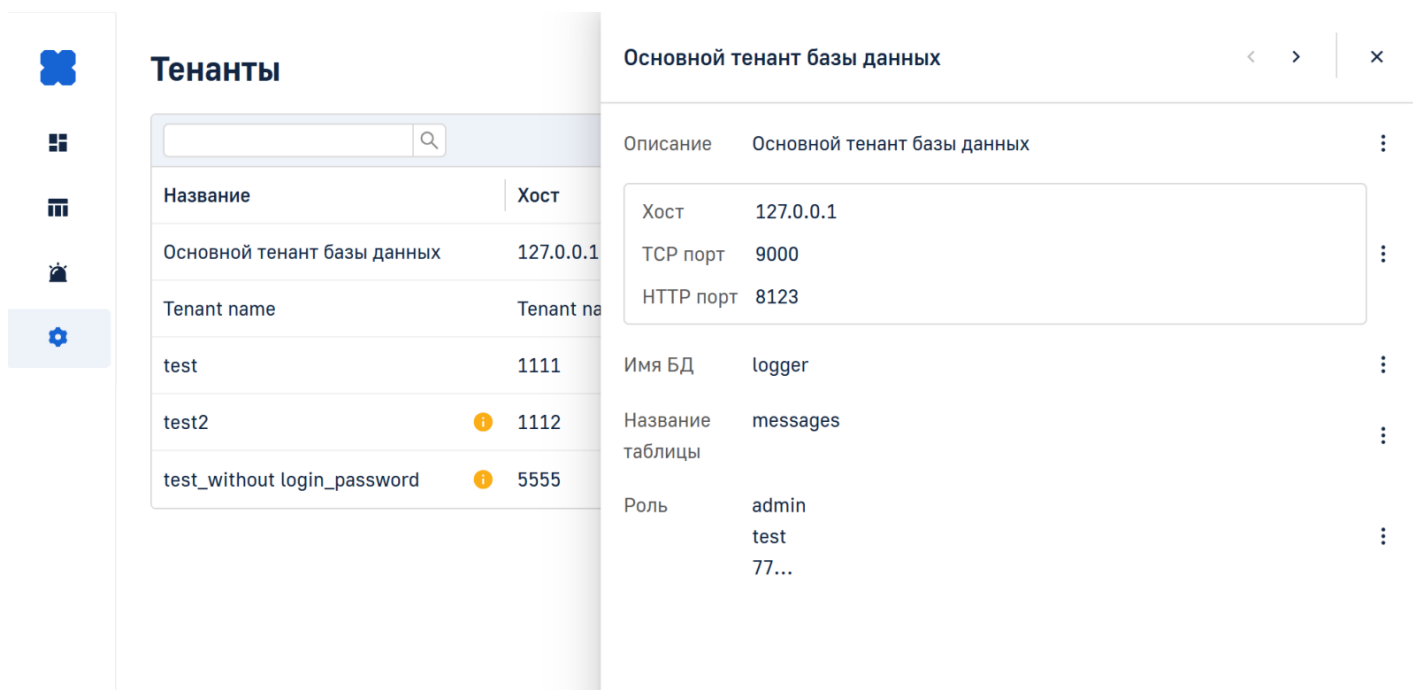 Тенанты
Название Хост
Основной тенант базы данных 127.0.0.1
Tenant name Tenant na
test 1111
test2 1112
test_without login_password 5555
Основной тенант базы данных
Описание Основной тенант базы данных
Хост 127.0.0.1
TCP порт 9000
HTTP порт 8123
Имя БД logger
Название messages
таблицы
Роль admin
test
77...